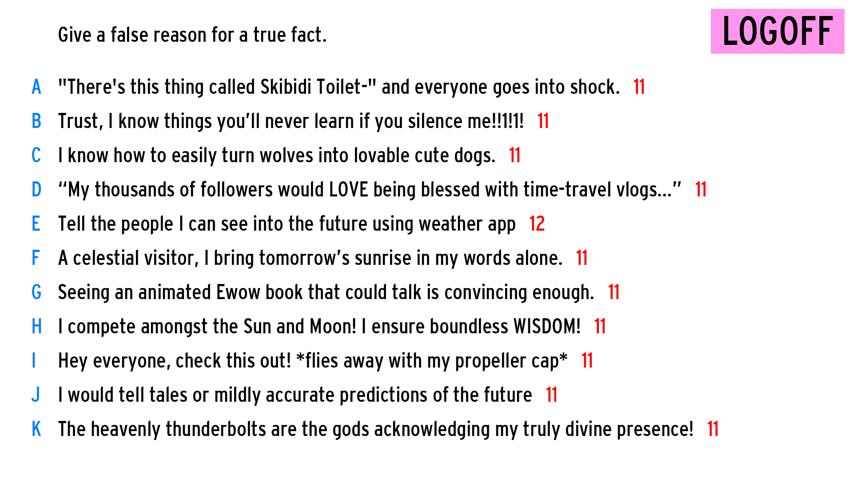 Give a false reason for a true fact.
LOGOFF
A "There's this thing called Skibidi Toilet-" and everyone goes into shock. 11
B Trust, I know things you'll never learn if you silence me!!1!1! 11
C I know how to easily turn wolves into lovable cute dogs. 11
D “My thousands of followers would LOVE being blessed with time-travel vlogs...” 11
E Tell the people I can see into the future using weather app 12
F A celestial visitor, I bring tomorrow's sunrise in my words alone. 11
G Seeing an animated Ewow book that could talk is convincing enough. 11
H I compete amongst the Sun and Moon! I ensure boundless WISDOM! 11
I Hey everyone, check this out! *flies away with my propeller cap* 11
J I would tell tales or mildly accurate predictions of the future 11
K The heavenly thunderbolts are the gods acknowledging my truly divine presence! 11